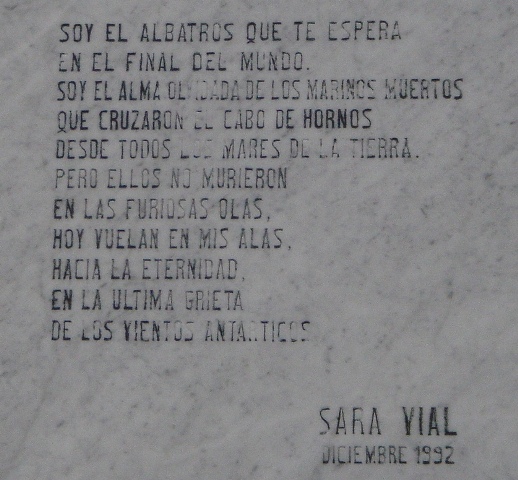 SOY EL ALBATROS QUE TE ESPERA
EN EL FINAL DEL MUNDO.
SOY EL ALMA OLVIDADA DE LOS MARINOS MUERTOS
QUE CRUZARON EL CABO DE HORNOS
DESDE TODOS LOS MARES DE LA TIERRA.
PERO ELLOS NO MURIERON
EN LAS FURIOSAS OLAS,
HOY VUELAN EN MIS ALAS,
HACIA LA ETERNIDAD,
EN LA ULTIMA GRIETA
DE LOS VIENTOS ANTARTICOS
SARA VIAL
DICIEMBRE 1992